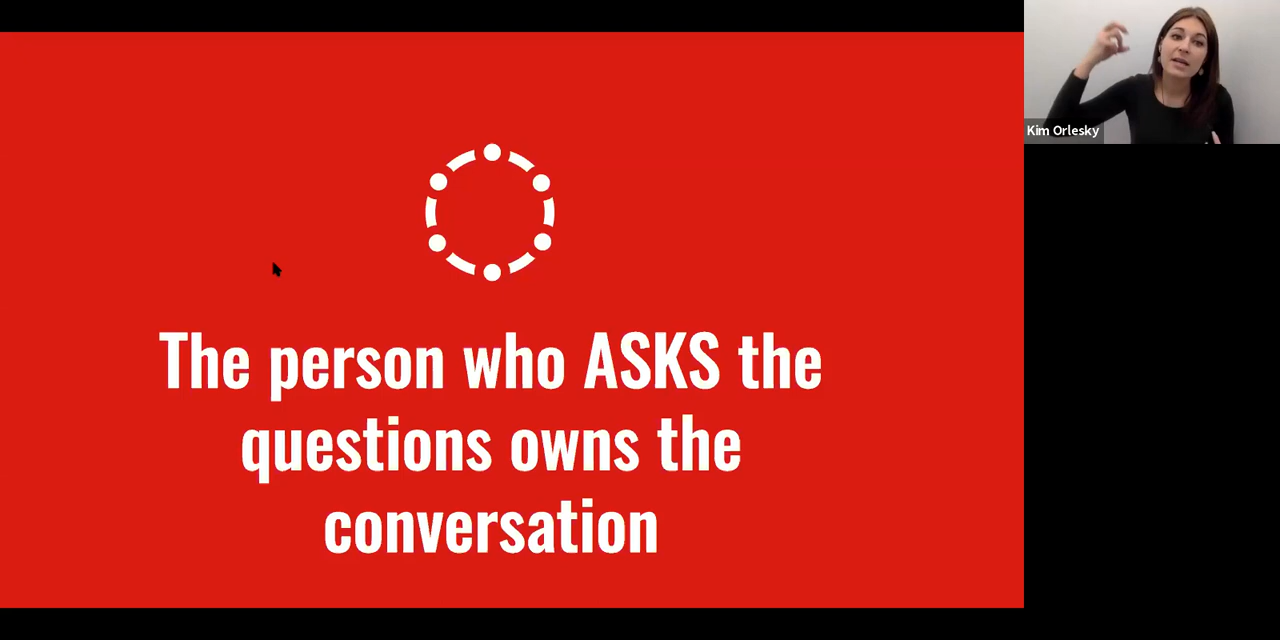 The person who ASKS the
questions owns the
conversation
Kim Orlesky